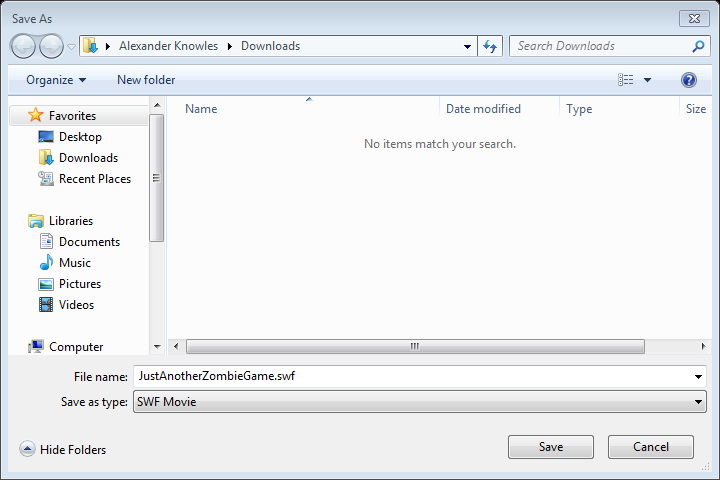 Save As
Alexander Knowles Downloads
Search Downloads
Organize
New folder
Name
Date modified
Type
Size
No items match your search.
Favorites
Desktop
Downloads
Recent Places
Libraries
Documents
Music
Pictures
Videos
Computer
File name: JustAnotherZombieGame.swf
Save as type: SWF Movie
Hide Folders
Save
Cancel